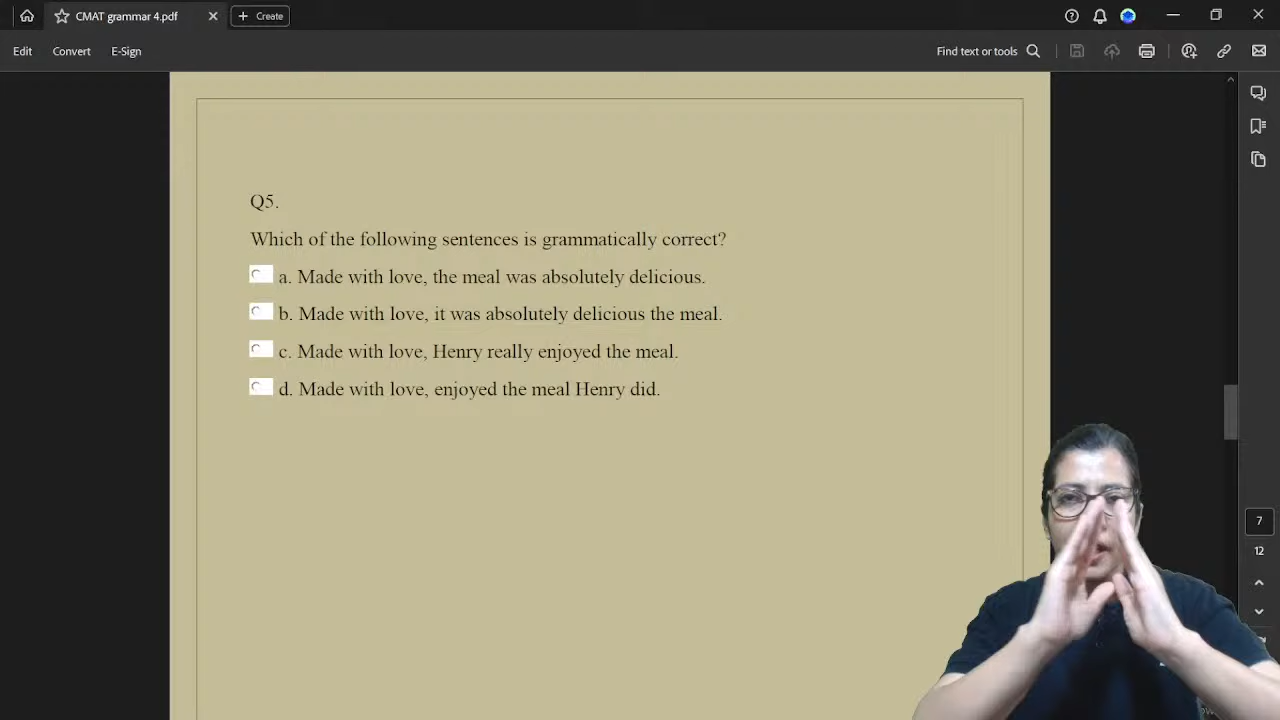 CMAT grammar 4.pdf
Create
Edit
Convert
E-Sign
Find text or tools
Q5.
Which of the following sentences is grammatically correct?
a. Made with love, the meal was absolutely delicious.
b. Made with love, it was absolutely delicious the meal.
c. Made with love, Henry really enjoyed the meal.
d. Made with love, enjoyed the meal Henry did.
7
12